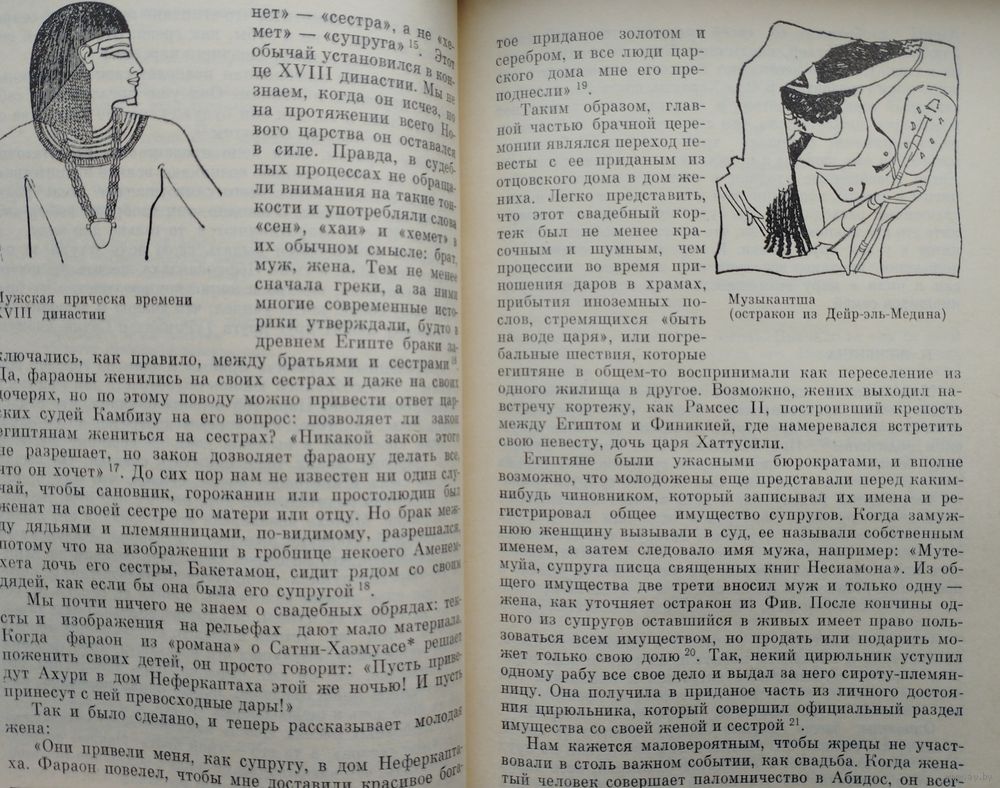 нет» — «сестра», а не «хе-
мет» — «супруга» 15. Этот
обычай установился в кон-
це XVIII династии. Мы не
знаем, когда он исчез, но
на протяжении всего Но-
вого царства он оставался
в силе. Правда, в судеб-
ных процессах не обраща-
ли внимания на такие тон-
кости и употребляли слова
«сен», «хаи» и «хемет» в
их обычном смысле: брат,
муж, жена. Тем не менее
сначала греки, а за ними
многие современные исто-
рики утверждали, будто в
древнем Египте браки за-
Мужская прическа времени
XVIII династии
ключались, как правило, между братьями и сестрами 16.
Да, фараоны женились на своих сестрах и даже на своих
дочерях, но по этому поводу можно привести ответ цар-
ских судей Камбизу на его вопрос: позволяет ли закон
египтянам жениться на сестрах? «Никакой закон этого
не разрешает, но закон дозволяет фараону делать все,
что он хочет» 17. До сих пор нам не известен ни один слу-
чай, чтобы сановник, горожанин или простолюдин был
женат на своей сестре по матери или отцу. Но брак меж-
ду дядьями и племянницами, по-видимому, разрешался,
потому что на изображении в гробнице некоего Аменем-
хета дочь его сестры, Бакетамон, сидит рядом со своим
дядей, как если бы она была его супругой 18.
Мы почти ничего не знаем о свадебных обрядах: тек-
сты и изображения на рельефах дают мало материала.
Когда фараон из «романа» о Сатни-Хаэмуасе* решает
поженить своих детей, он просто говорит: «Пусть приве-
дут Ахури в дом Неферкаптаха этой же ночью! И пусть
принесут с ней превосходные дары!»
Так и было сделано, и теперь рассказывает молодая
жена:
«Они привели меня, как супругу, в дом Неферкапта-
ха. Фараон повелел, чтобы мне доставили красивое бога-
тое приданое золотом и
серебром, и все люди цар-
ского дома мне его пре-
поднесли» 19.
Таким образом, глав-
ной частью брачной цере-
монии являлся переход не-
весты с ее приданым из
отцовского дома в дом же-
ниха. Легко представить,
что этот свадебный кор-
теж был не менее кра-
сочным и шумным, чем
процессии во время при-
ношения даров в храмах,
прибытия иноземных по-
слов, стремящихся «быть
на воде царя», или погре-
бальные шествия, которые
Музыкантша
(остракон из Дейр-эль-Медина)
египтяне в общем-то воспринимали как переселение из
одного жилища в другое. Возможно, жених выходил на-
встречу кортежу, как Рамсес II, построивший крепость
между Египтом и Финикией, где намеревался встретить
свою невесту, дочь царя Хаттусили.
Египтяне были ужасными бюрократами, и вполне
возможно, что молодожены еще представали перед каким-
нибудь чиновником, который записывал их имена и ре-
гистрировал общее имущество супругов. Когда замуж-
нюю женщину вызывали в суд, ее называли собственным
именем, а затем следовало имя мужа, например: «Муте-
муйа, супруга писца священных книг Несиамона». Из об-
щего имущества две трети вносил муж и только одну —
жена, как уточняет остракон из Фив. После кончины од-
ного из супругов оставшийся в живых имеет право поль-
зоваться всем имуществом, но продать или подарить мо-
жет только свою долю 20. Так, некий цирюльник уступил
одному рабу все свое дело и выдал за него сироту-племян-
ницу. Она получила в приданое часть из личного достоя-
ния цирюльника, который совершил официальный раздел
имущества со своей женой и сестрой 21.
Нам кажется маловероятным, чтобы жрецы не участ-
вовали в столь важном событии, как свадьба. Когда жена-
тый человек совершает паломничество в Абидос, он всег-